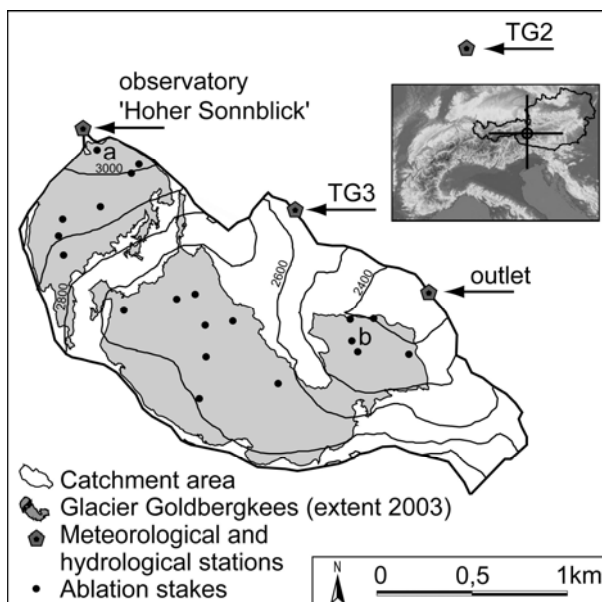 TG2
observatory
'Hoher Sonnblick'
a
3000
TG3
2600
2400
2800
outlet
b
Catchment area
Glacier Goldbergkees (extent 2003)
Meteorological and
hydrological stations
Ablation stakes
N
0 0,5 1km